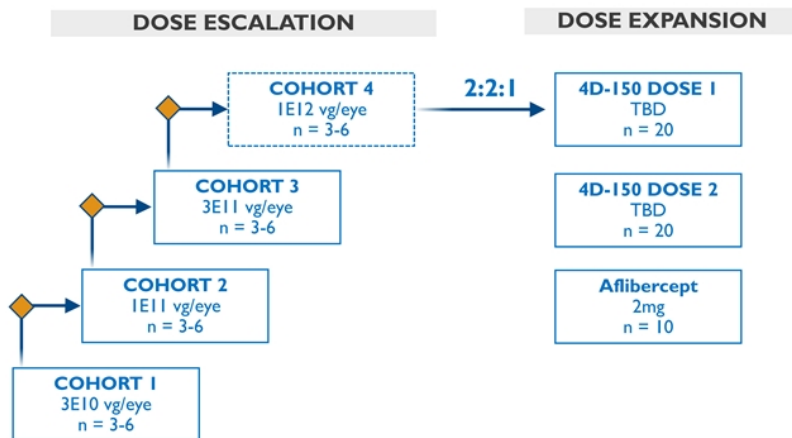 DOSE ESCALATION
DOSE EXPANSION
COHORT 4
1E12 vg/eye
n = 3-6
2:2:1
4D-150 DOSE 1
TBD
n = 20
COHORT 3
3E11 vg/eye
n = 3-6
4D-150 DOSE 2
TBD
n = 20
COHORT 2
1E11 vg/eye
n = 3-6
Aflibercept
2mg
n = 10
COHORT 1
3E10 vg/eye
n = 3-6